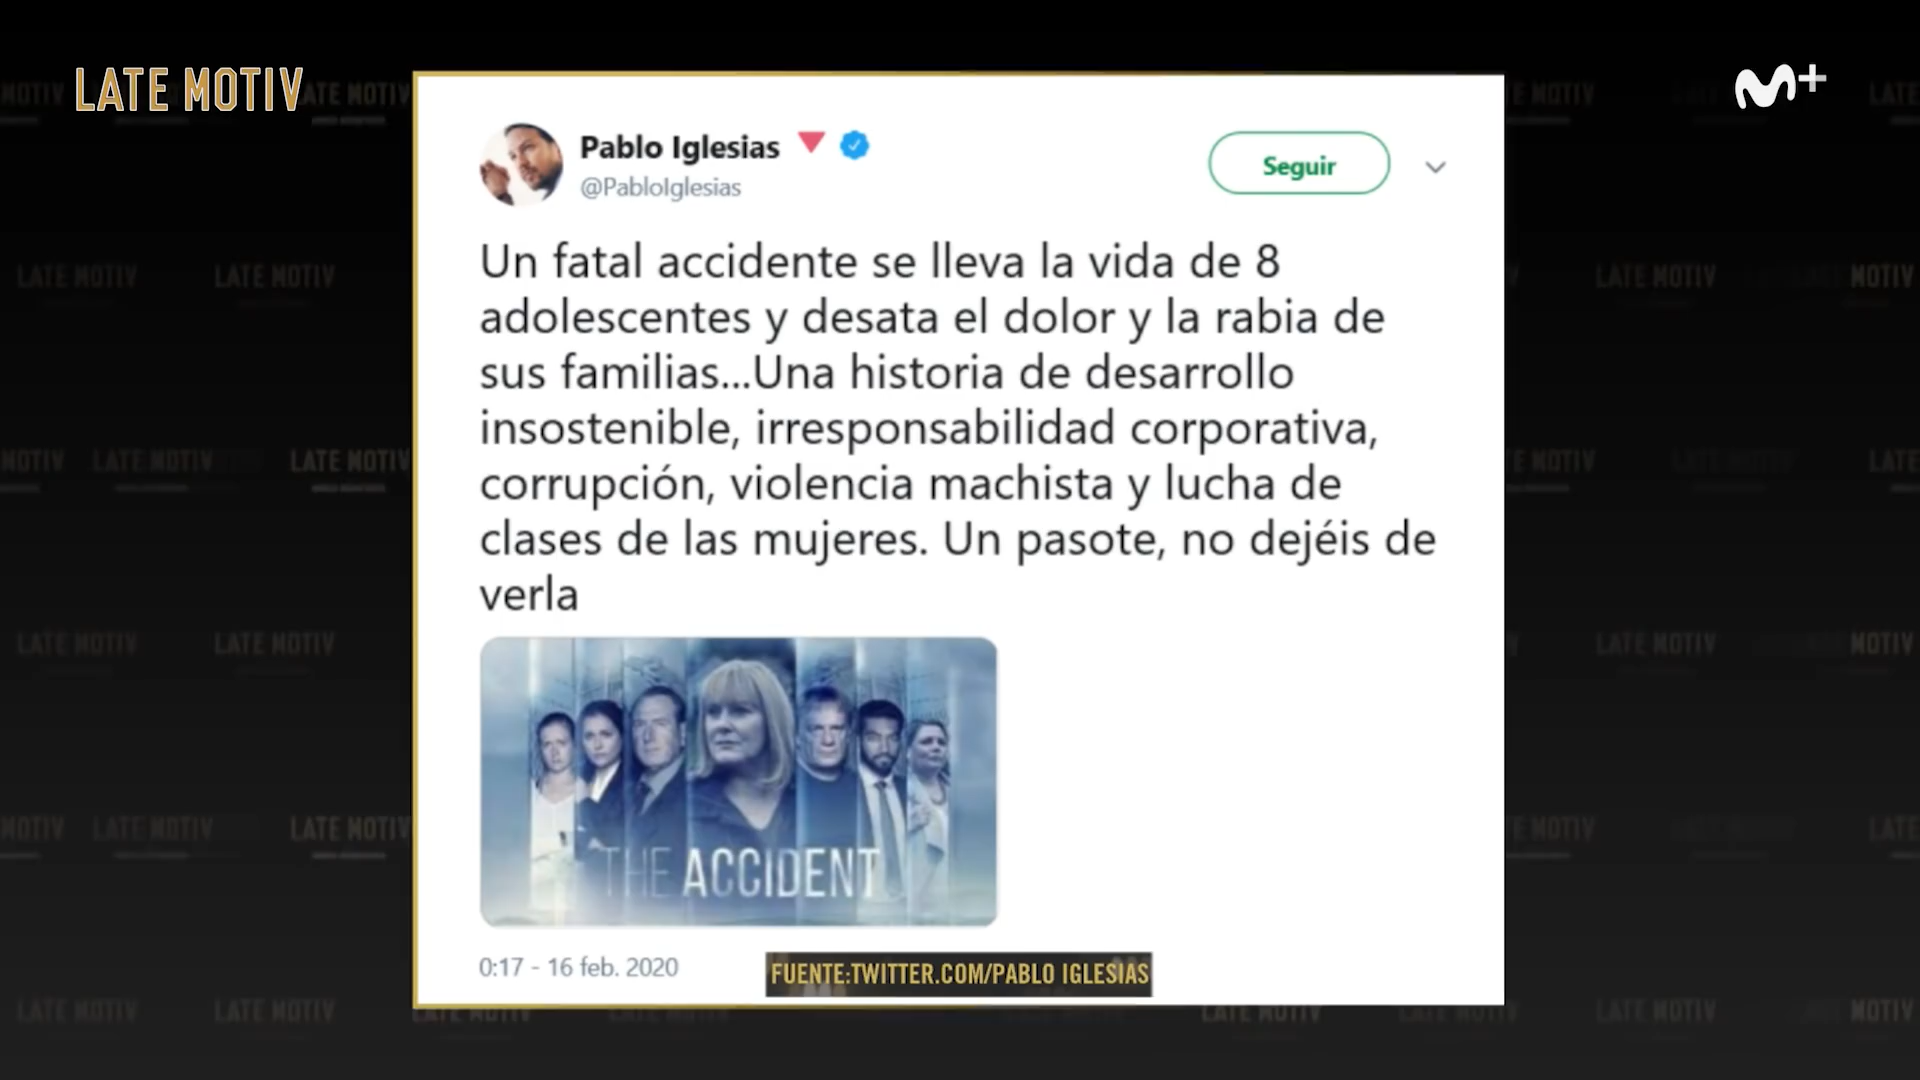 LATE MOTIV
M+
Pablo Iglesias
@PabloIglesias
Seguir
Un fatal accidente se lleva la vida de 8
adolescentes y desata el dolor y la rabia de
sus familias...Una historia de desarrollo
insostenible, irresponsabilidad corporativa,
corrupción, violencia machista y lucha de
clases de las mujeres. Un pasote, no dejéis de
verla
THE ACCIDENT
0:17 - 16 feb. 2020
FUENTE:TWITTER.COM/PABLO IGLESIAS